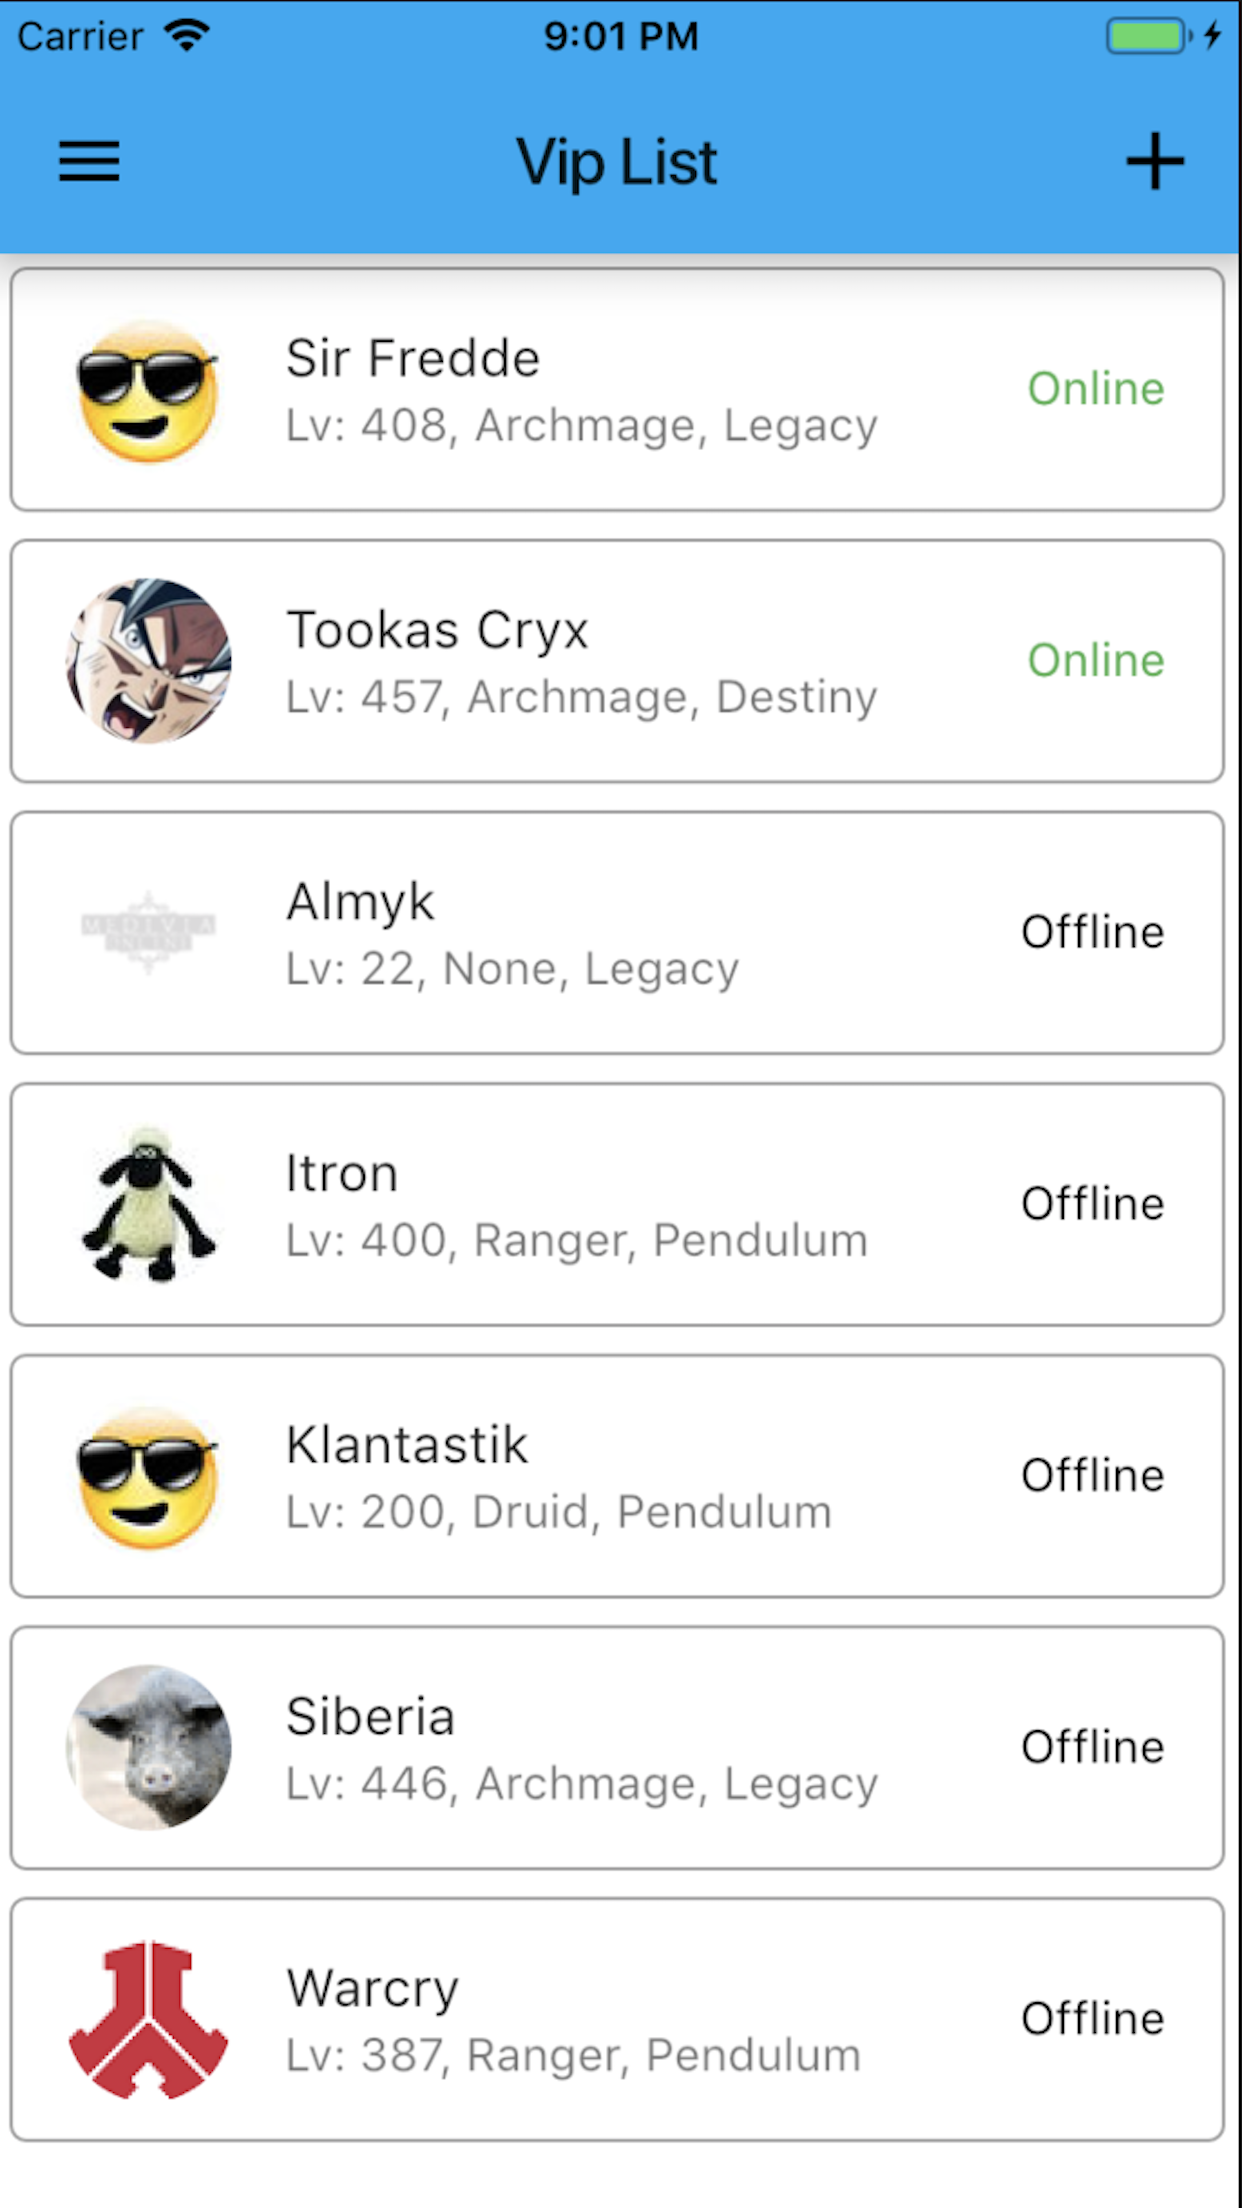 Carrier 9:01 PM
Vip List
Sir Fredde
Lv: 408, Archmage, Legacy
Online
Tookas Cryx
Lv: 457, Archmage, Destiny
Online
MEDIVIA
ONLINE
Almyk
Lv: 22, None, Legacy
Offline
Itron
Lv: 400, Ranger, Pendulum
Offline
Klantastik
Lv: 200, Druid, Pendulum
Offline
Siberia
Lv: 446, Archmage, Legacy
Offline
Warcry
Lv: 387, Ranger, Pendulum
Offline